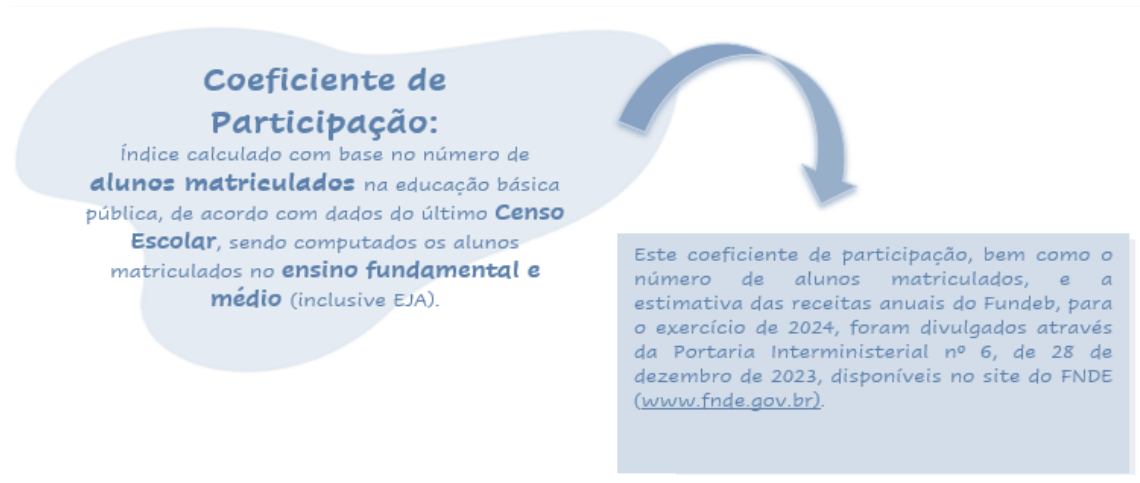 Coeficiente de
Participação:
Índice calculado com base no número de
alunos matriculados na educação básica
pública, de acordo com dados do último Censo
Escolar, sendo computados os alunos
matriculados no ensino fundamental e
médio (inclusive EJA).
Este coeficiente de participação, bem como o
número de alunos matriculados, e a
estimativa das receitas anuais do Fundeb, para
o exercício de 2024, foram divulgados através
da Portaria Interministerial nº 6, de 28 de
dezembro de 2023, disponíveis no site do FNDE
(www.fnde.gov.br).